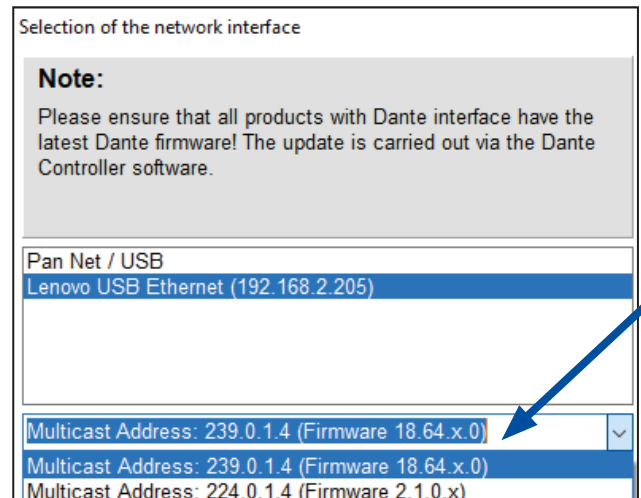 Selection of the network interface
Note:
Please ensure that all products with Dante interface have the
latest Dante firmware! The update is carried out via the Dante
Controller software.
Pan Net / USB
Lenovo USB Ethernet (192.168.2.205)
Multicast Address: 239.0.1.4 (Firmware 18.64.x.0)
Multicast Address: 239.0.1.4 (Firmware 18.64.x.0)
Multicast Address: 224.0.1.4 (Firmware 2.1.0.x)